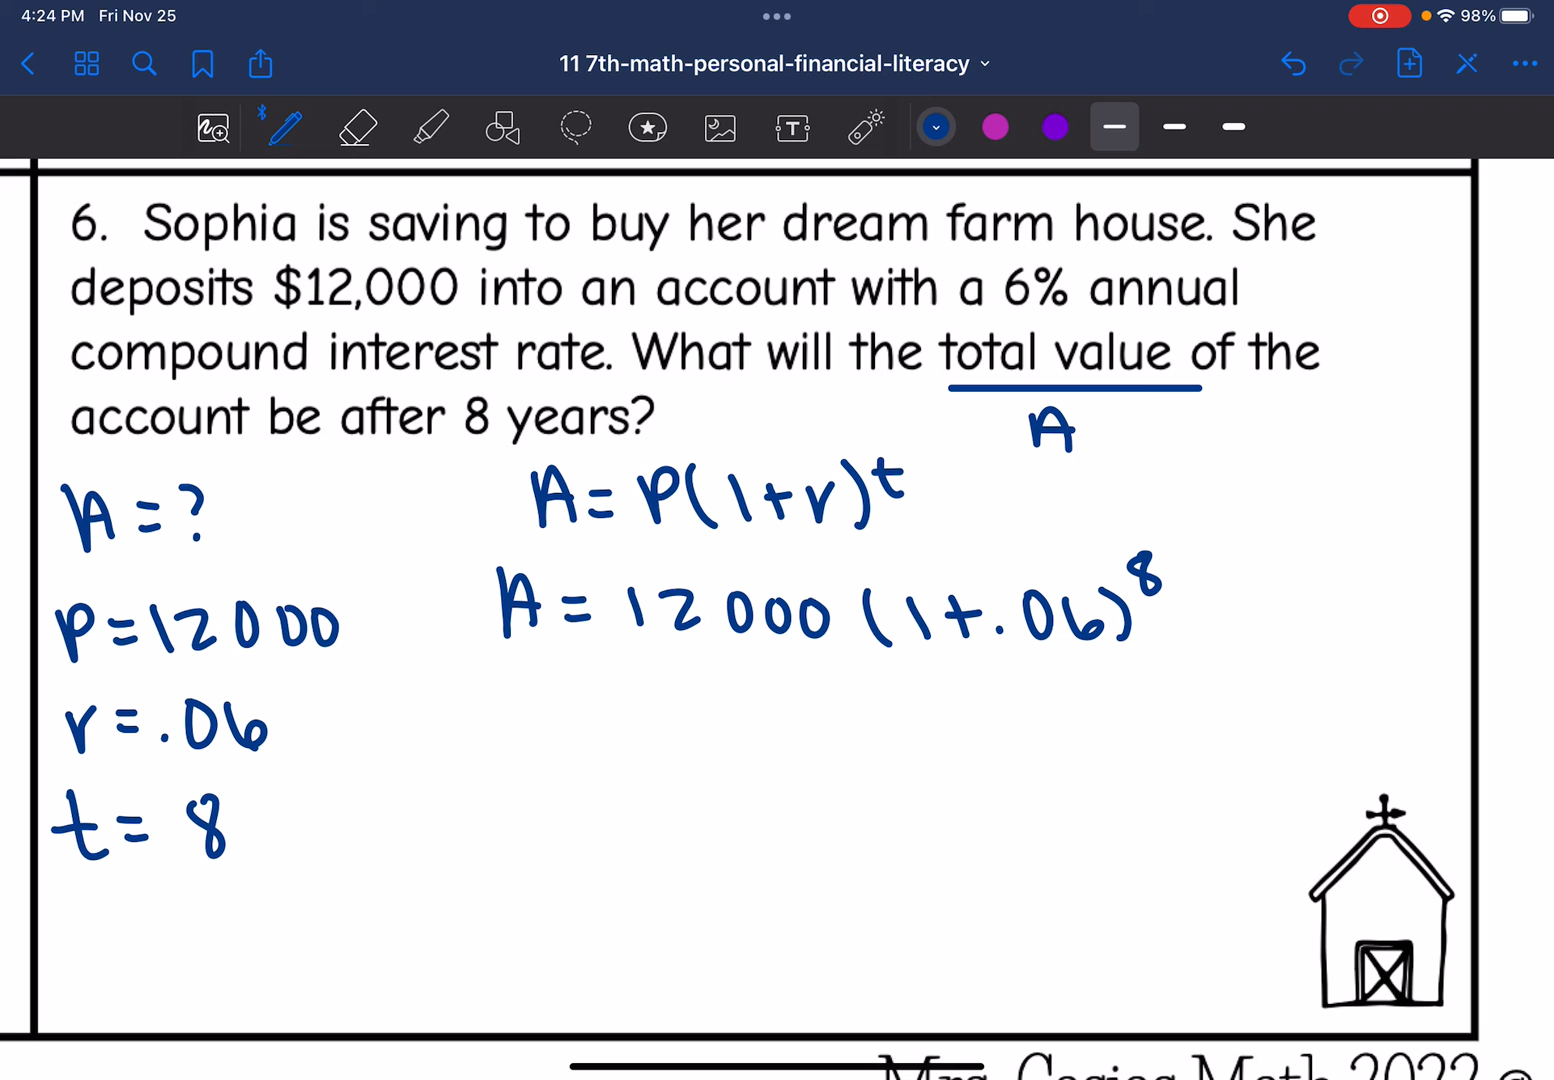 4:24 PM Fri Nov 25
98%
11 7th-math-personal-financial-literacy
6. Sophia is saving to buy her dream farm house. She
deposits $12,000 into an account with a 6% annual
compound interest rate. What will the total value of the
account be after 8 years?
A
A = ?
A = P(1+r)^t
P = 12000
A = 12000 (1+.06)^8
r = .06
t = 8
Math 2022